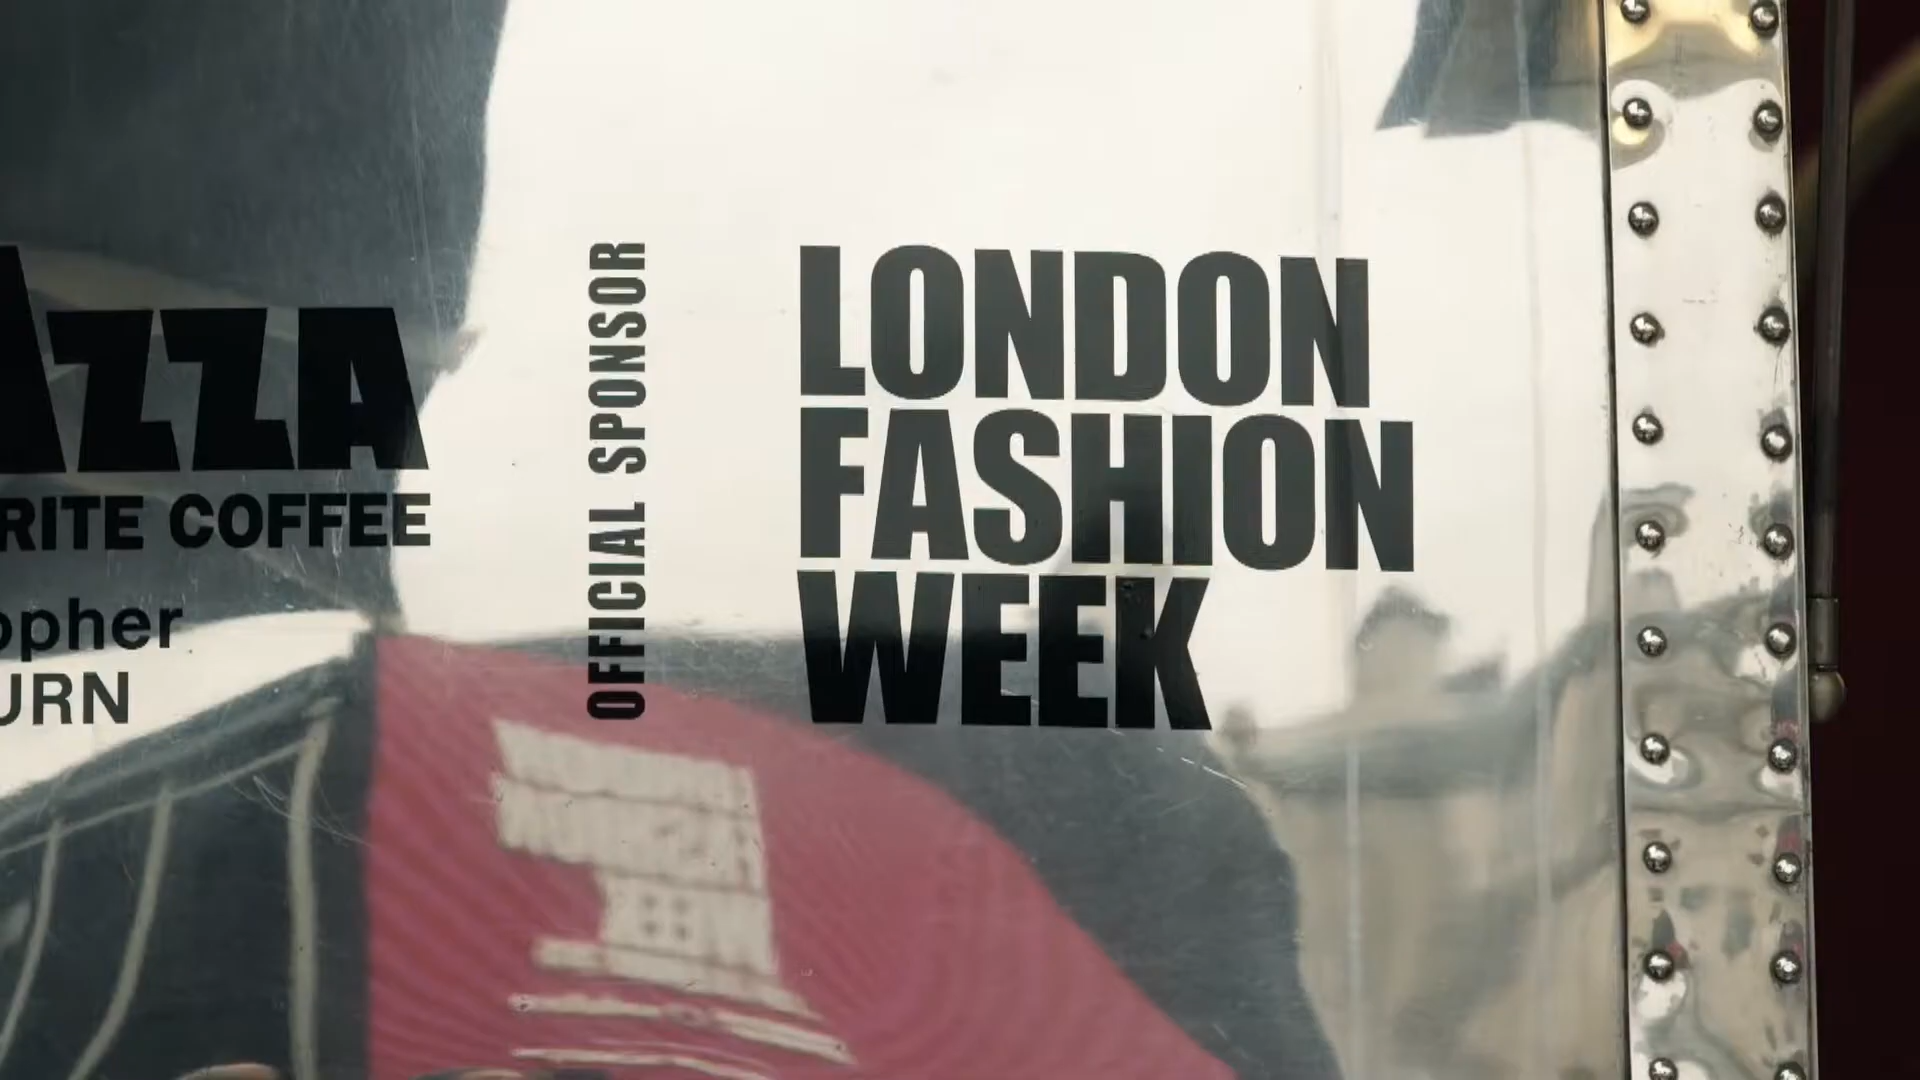 AZZA
RITE COFFEE
opher
URN
OFFICIAL SPONSOR
LONDON
FASHION
WEEK